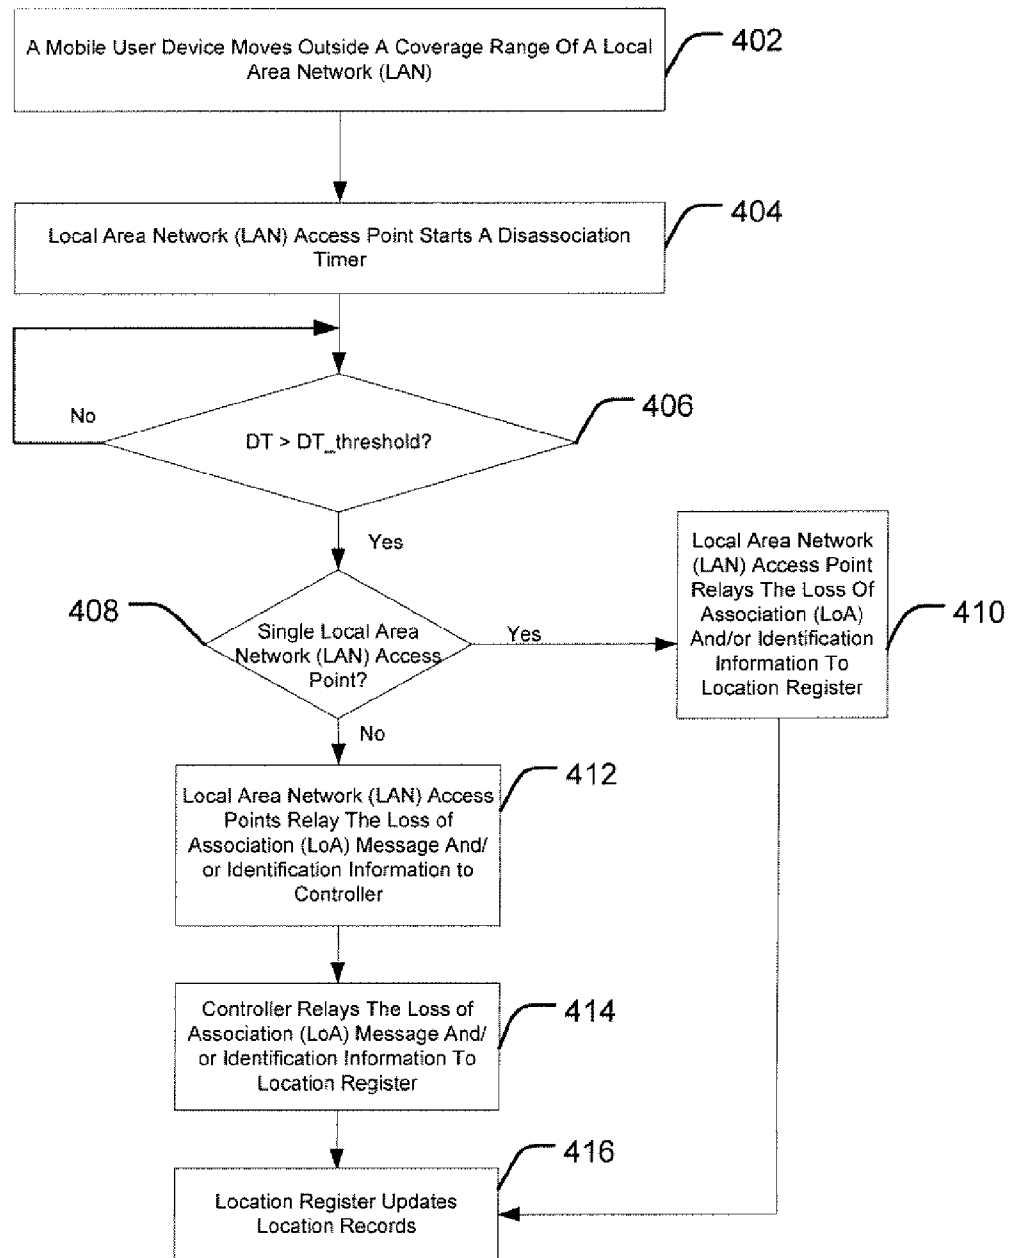 A Mobile User Device Moves Outside A Coverage Range Of A Local
Area Network (LAN)
402
Local Area Network (LAN) Access Point Starts A Disassociation
Timer
404
No
DT > DT_threshold?
406
Yes
408
Single Local Area
Network (LAN) Access
Point?
Yes
Local Area Network
(LAN) Access Point
Relays The Loss Of
Association (LoA)
And/or Identification
Information To
Location Register
410
No
Local Area Network (LAN) Access
Points Relay The Loss of
Association (LoA) Message And/
or Identification Information to
Controller
412
Controller Relays The Loss of
Association (LoA) Message And/
or Identification Information To
Location Register
414
Location Register Updates
Location Records
416